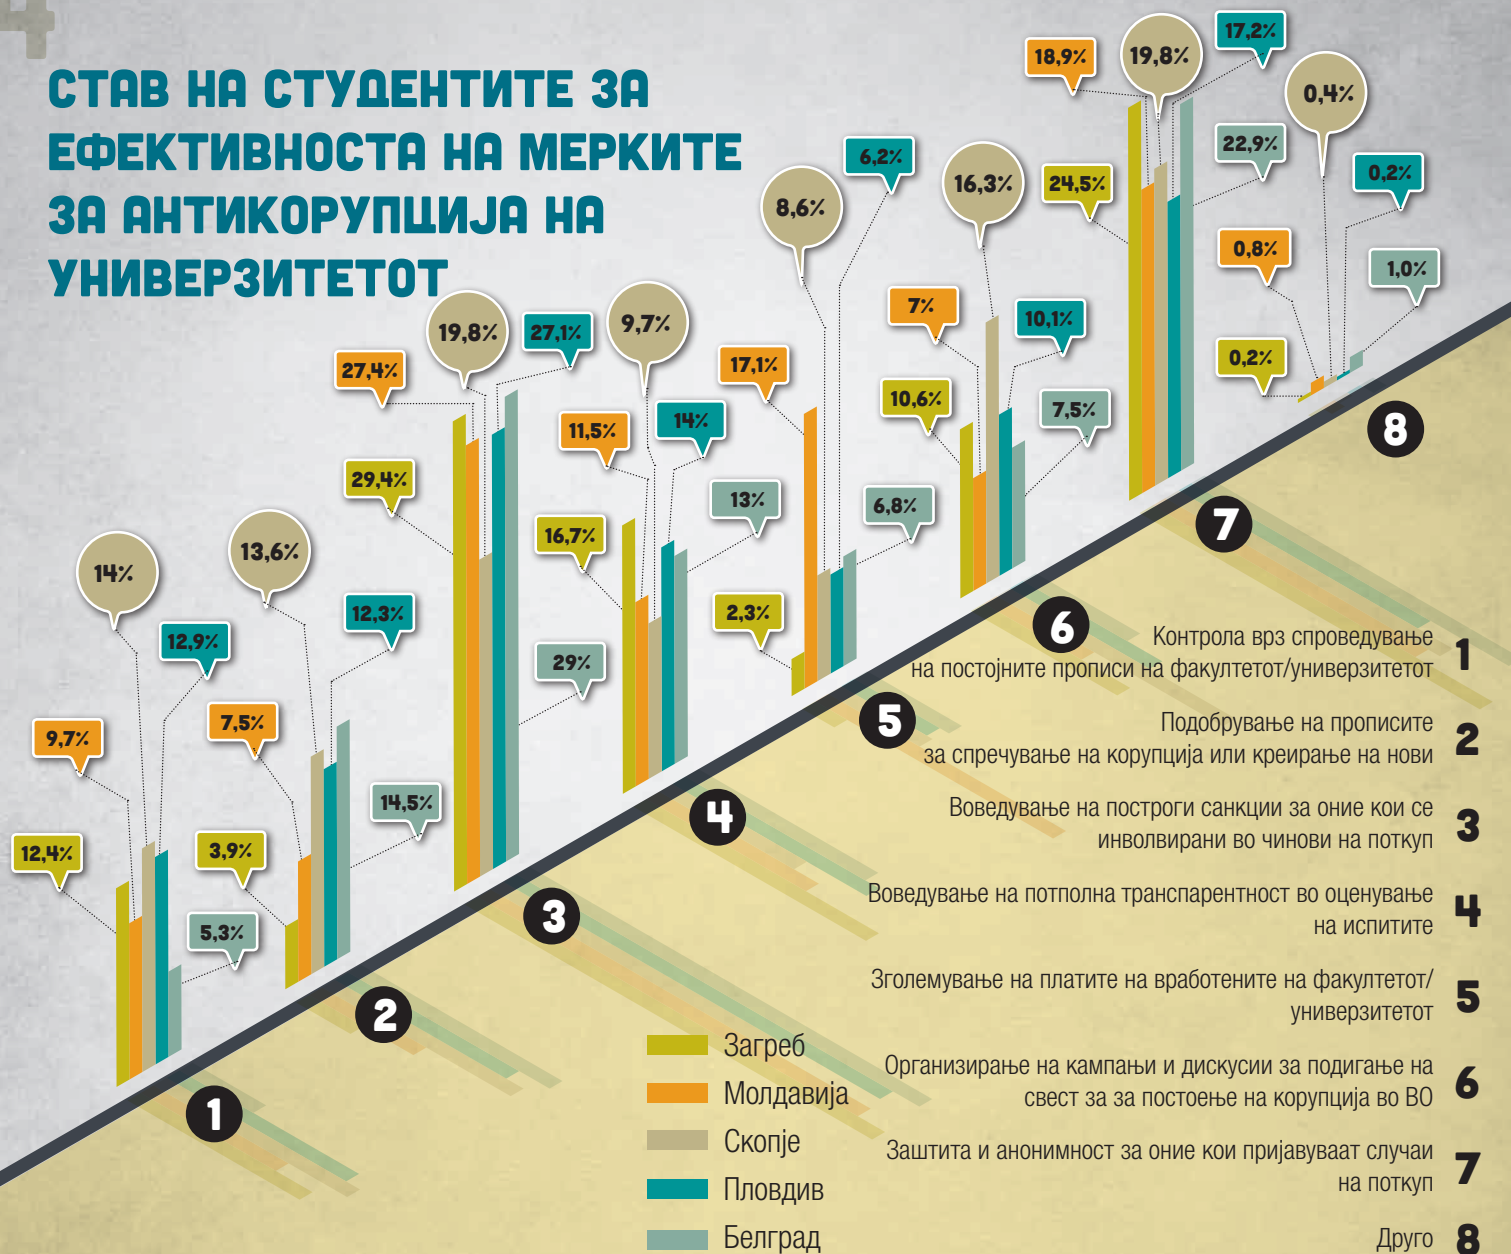 СТАВ НА СТУДЕНТИТЕ ЗА
ЕФЕКТИВНОСТА НА МЕРКИТЕ
ЗА АНТИКОРУПЦИЈА НА
УНИВЕРЗИТЕТОТ
12,4%
9,7%
14%
12,9%
5,3%
1
3,9%
7,5%
13,6%
12,3%
14,5%
2
29,4%
27,4%
19,8%
27,1%
29%
3
16,7%
11,5%
9,7%
14%
13%
4
2,3%
17,1%
8,6%
6,2%
6,8%
5
10,6%
7%
16,3%
10,1%
7,5%
6
24,5%
18,9%
19,8%
17,2%
22,9%
7
0,2%
0,8%
0,4%
0,2%
1,0%
8
Контрола врз спроведување
на постојните прописи на факултетот/универзитетот
1
Подобрување на прописите
за спречување на корупција или креирање на нови
2
Воведување на построги санкции за оние кои се
инволвирани во чинови на поткуп
3
Воведување на потполна транспарентност во оценување
на испитите
4
Зголемување на платите на вработените на факултетот/
универзитетот
5
Организирање на кампањи и дискусии за подигање на
свест за за постоење на корупција во ВО
6
Заштита и анонимност за оние кои пријавуваат случаи
на поткуп
7
Друго
8
Загреб
Молдавија
Скопје
Пловдив
Белград